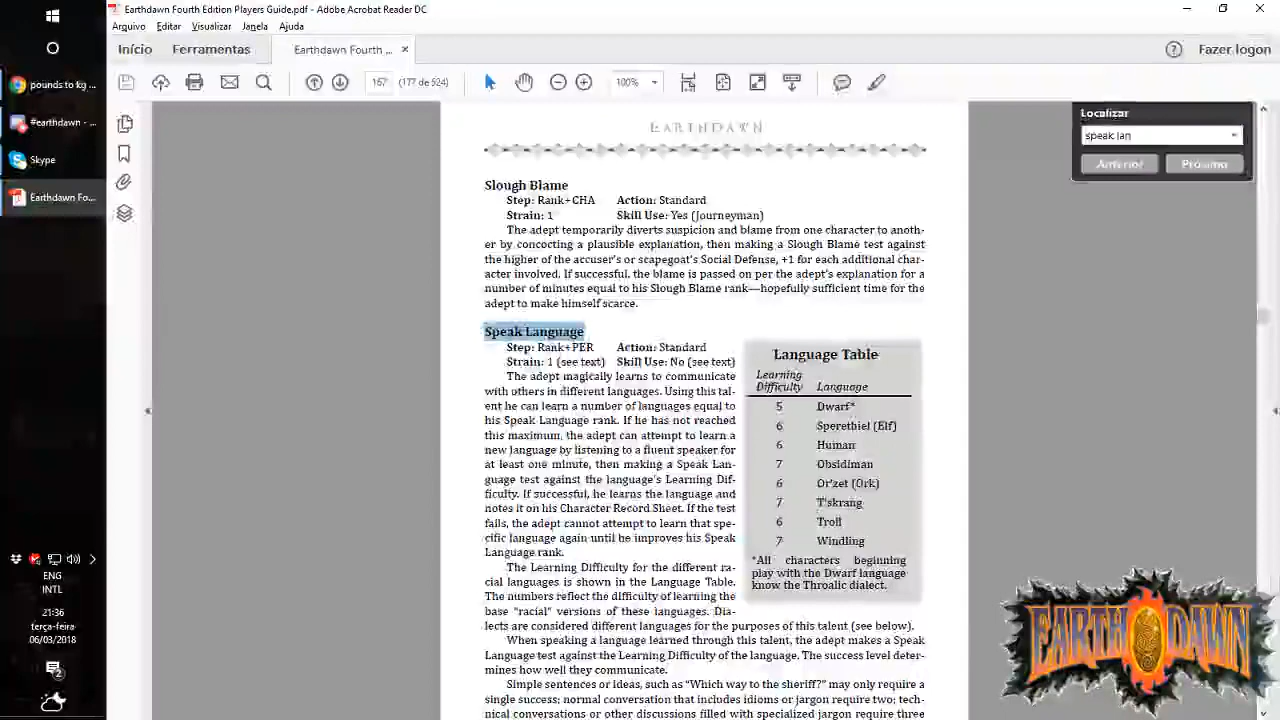 Earthdawn Fourth Edition Players Guide.pdf - Adobe Acrobat Reader DC
Arquivo Editar Visualizar Janela Ajuda
Início Ferramentas Earthdawn Fourth ... × Fazer logon
167 (177 de 524) 100%
pounds to kg ...
#earthdawn - ...
Skype
Earthdawn Fo...
Localizar
speak lan
Anterior Próximo
EARTHDAWN
Slough Blame
Step: Rank+CHA Action: Standard
Strain: 1 Skill Use: Yes (Journeyman)
The adept temporarily diverts suspicion and blame from one character to anoth-
er by concocting a plausible explanation, then making a Slough Blame test against
the higher of the accuser's or scapegoat's Social Defense, +1 for each additional char-
acter involved. If successful, the blame is passed on per the adept's explanation for a
number of minutes equal to his Slough Blame rank—hopefully sufficient time for the
adept to make himself scarce.
Speak Language
Step: Rank+PER Action: Standard
Strain: 1 (see text) Skill Use: No (see text)
The adept magically learns to communicate
with others in different languages. Using this tal-
ent he can learn a number of languages equal to
his Speak Language rank. If he has not reached
this maximum, the adept can attempt to learn a
new language by listening to a fluent speaker for
at least one minute, then making a Speak Lan-
guage test against the language's Learning Dif-
ficulty. If successful, he learns the language and
notes it on his Character Record Sheet. If the test
fails, the adept cannot attempt to learn that spe-
cific language again until he improves his Speak
Language rank.
The Learning Difficulty for the different ra-
cial languages is shown in the Language Table.
The numbers reflect the difficulty of learning the
base "racial" versions of these languages. Dia-
lects are considered different languages for the purposes of this talent (see below).
When speaking a language learned through this talent, the adept makes a Speak
Language test against the Learning Difficulty of the language. The success level deter-
mines how well they communicate.
Simple sentences or ideas, such as "Which way to the sheriff?" may only require a
single success; normal conversation that includes idioms or jargon require two; tech-
nical conversations or other discussions filled with specialized jargon require three
Language Table
Learning
Difficulty Language
5 Dwarf*
6 Sperethiel (Elf)
6 Human
7 Obsidiman
6 Or'zet (Ork)
7 T'skrang
6 Troll
7 Windling
*All characters beginning
play with the Dwarf language
know the Throalic dialect.
ENG
INTL
21:36
terça-feira
06/03/2018
2
EARTHDAWN